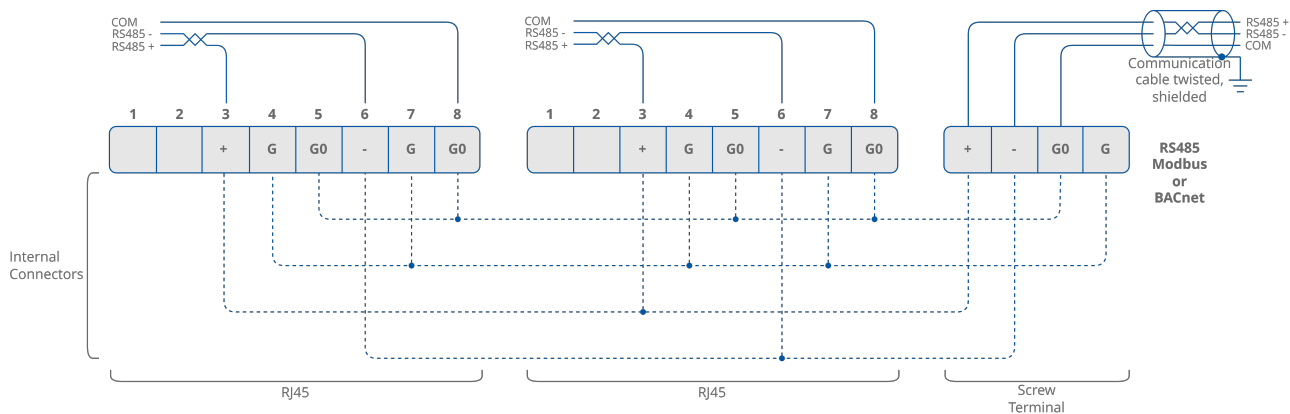 COM
RS485 -
RS485 +
COM
RS485 -
RS485 +
RS485 +
RS485 -
COM
Communication
cable twisted,
shielded
1 2 3 4 5 6 7 8
1 2 3 4 5 6 7 8
+ G G0 - G G0
+ G G0 - G G0
+ - G0 G
RS485
Modbus
or
BACnet
Internal
Connectors
RJ45
RJ45
Screw
Terminal